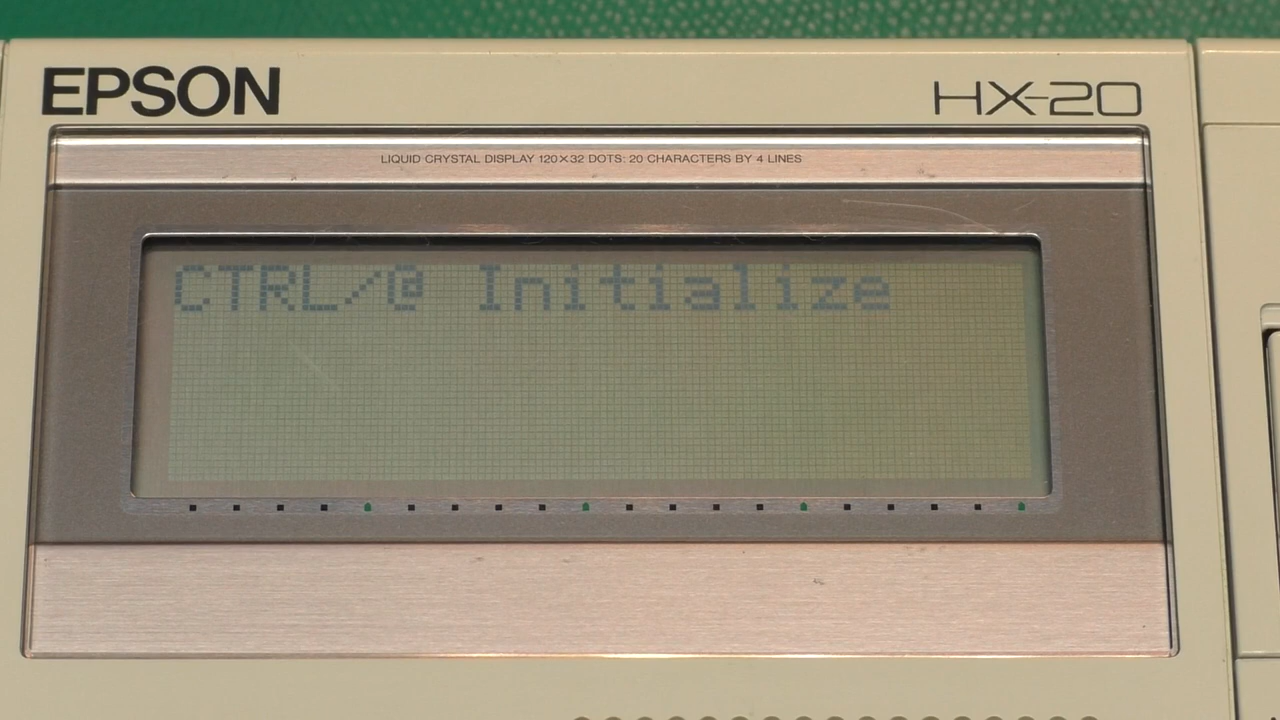 EPSON
HX-20
LIQUID CRYSTAL DISPLAY 120×32 DOTS: 20 CHARACTERS BY 4 LINES
CTRL/@ Initialize